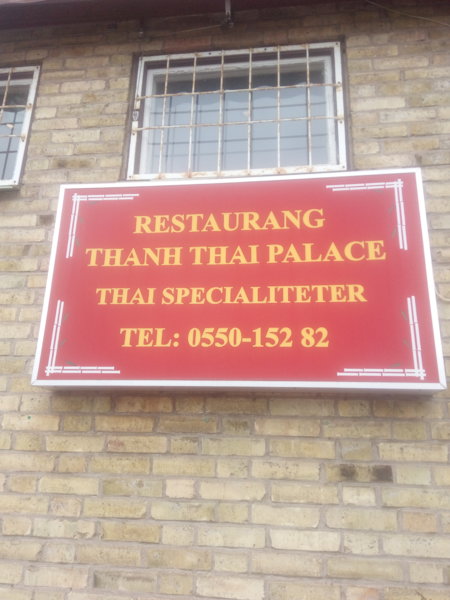 RESTAURANG
THANH THAI PALACE
THAI SPECIALITETER
TEL: 0550-152 82